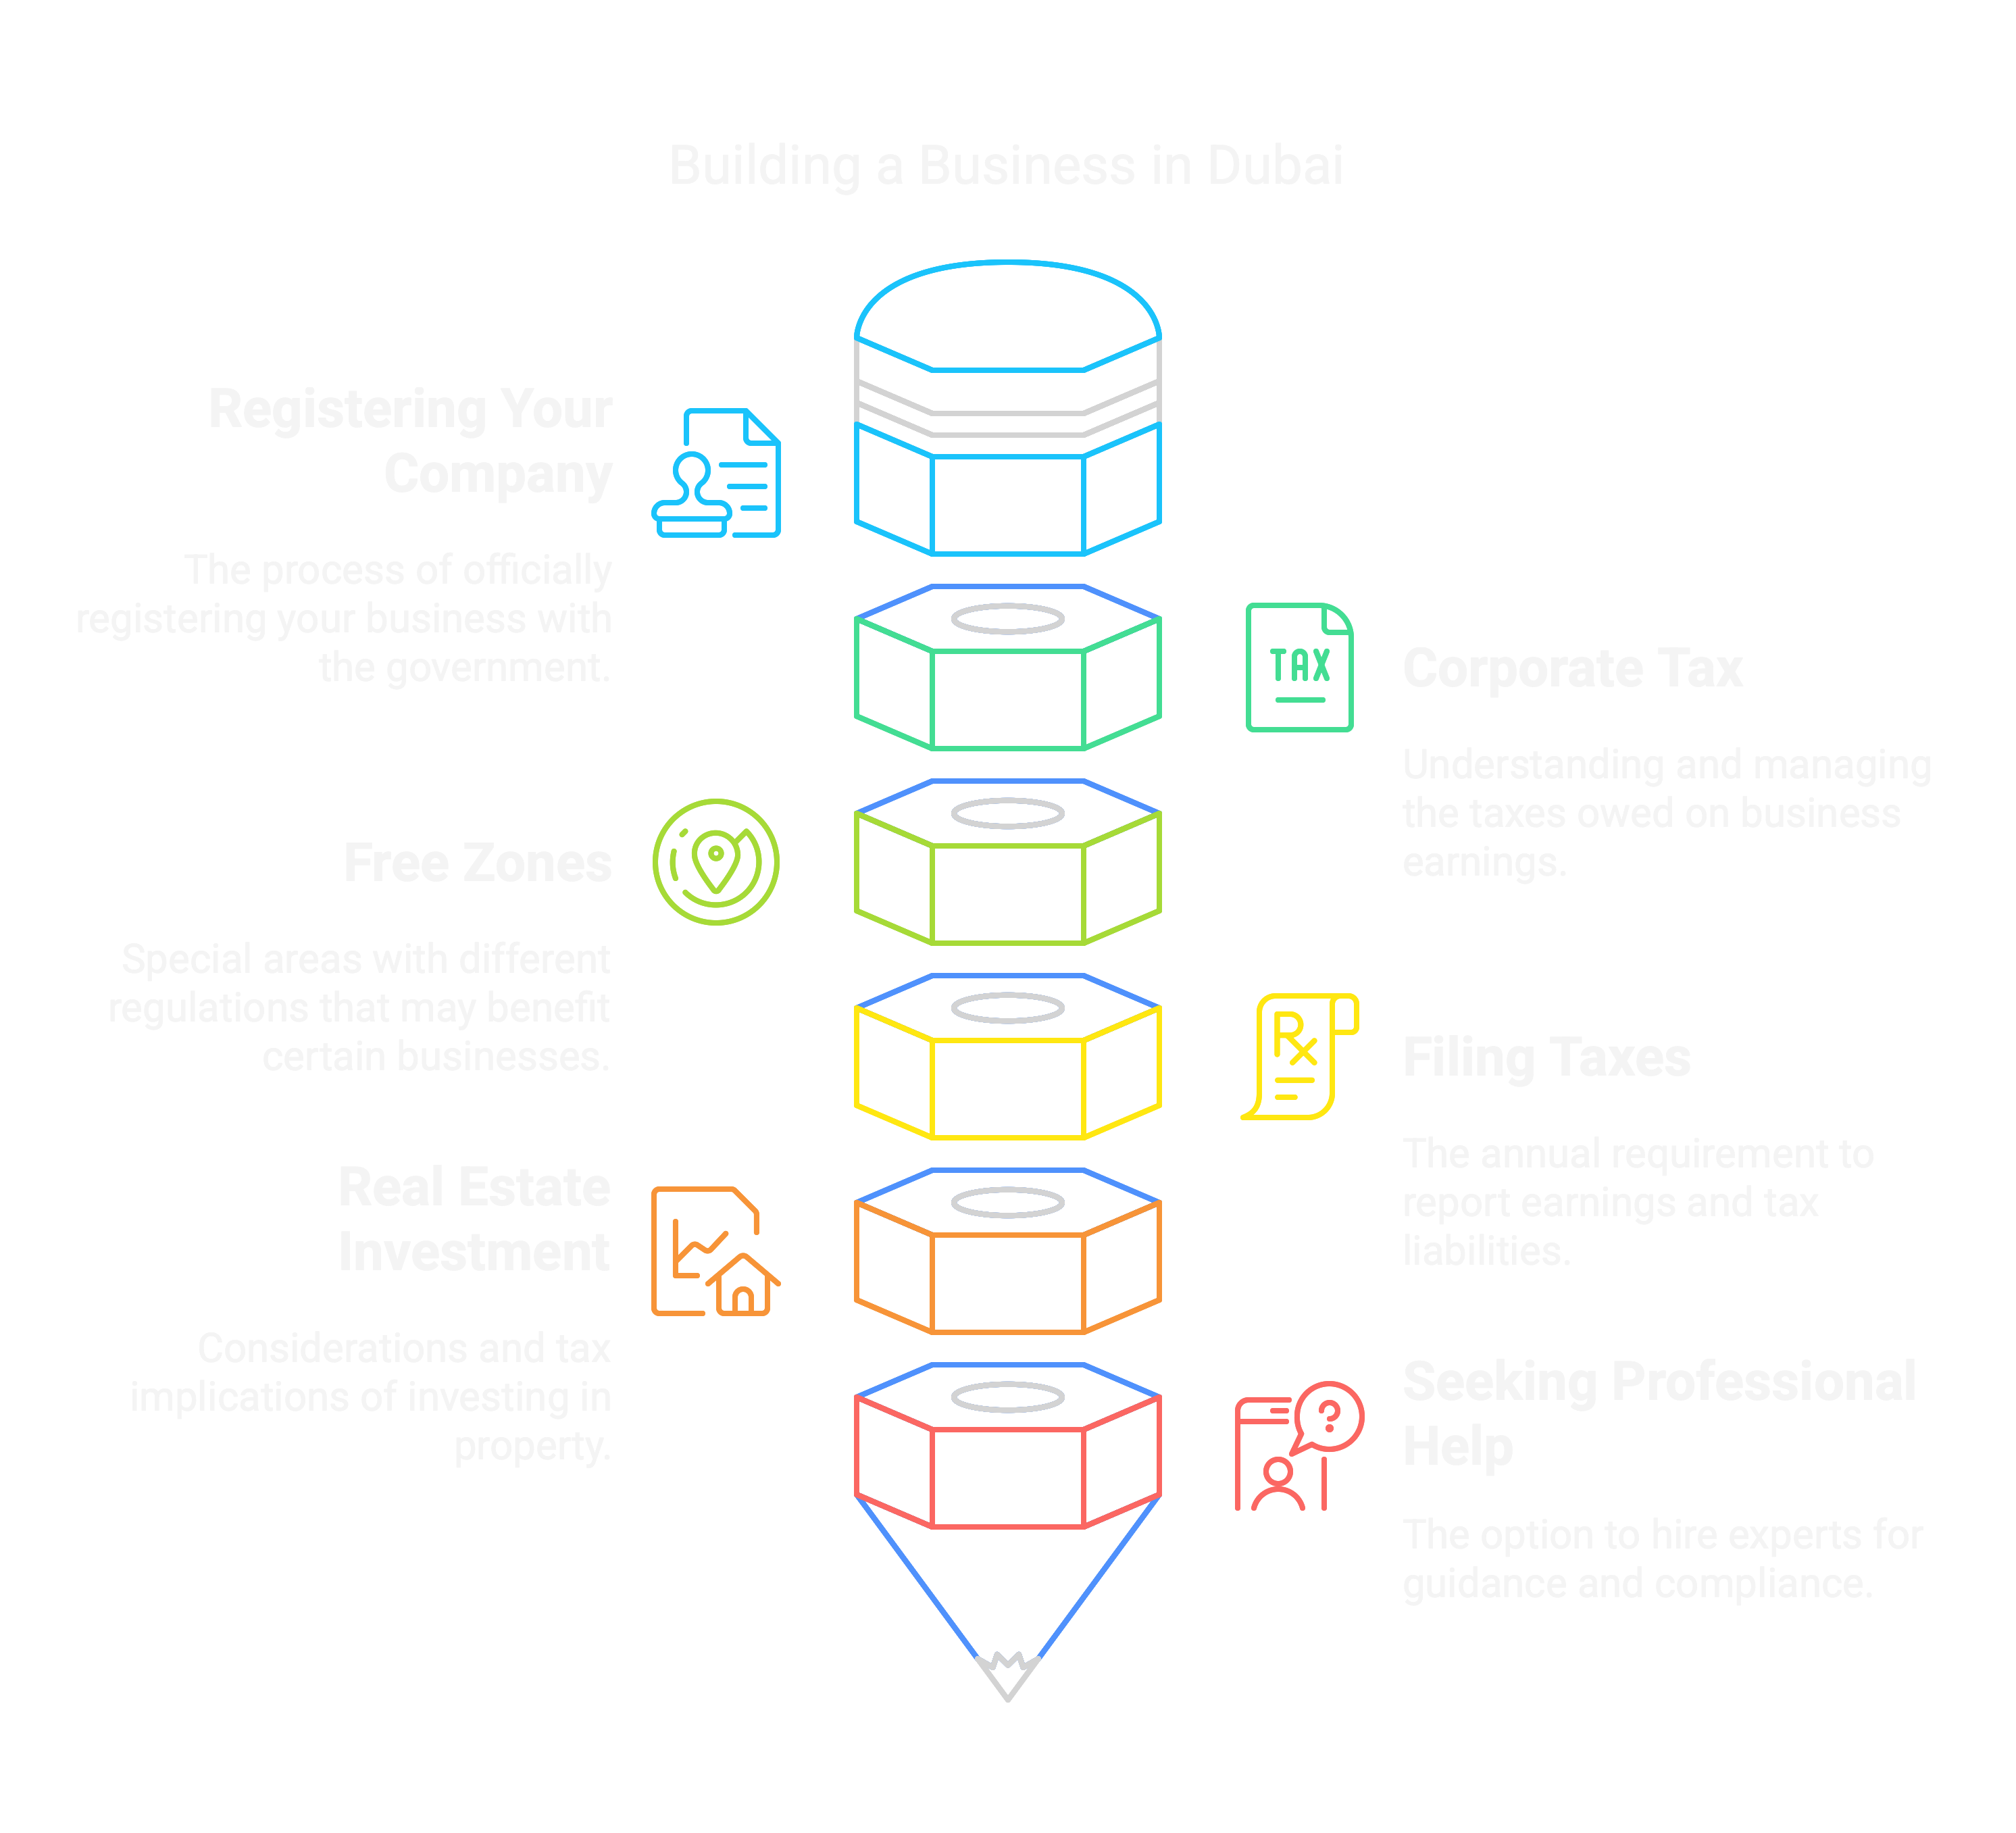 Building a Business in Dubai
Registering Your
Company
The process of officially
registering your business with
the government.
TAX
Corporate Tax
Understanding and managing
the taxes owed on business
earnings.
Free Zones
Special areas with different
regulations that may benefit
certain businesses.
Rx
Filing Taxes
The annual requirement to
report earnings and tax
liabilities.
Real Estate
Investment
Considerations and tax
implications of investing in
property.
?
Seeking Professional
Help
The option to hire experts for
guidance and compliance.